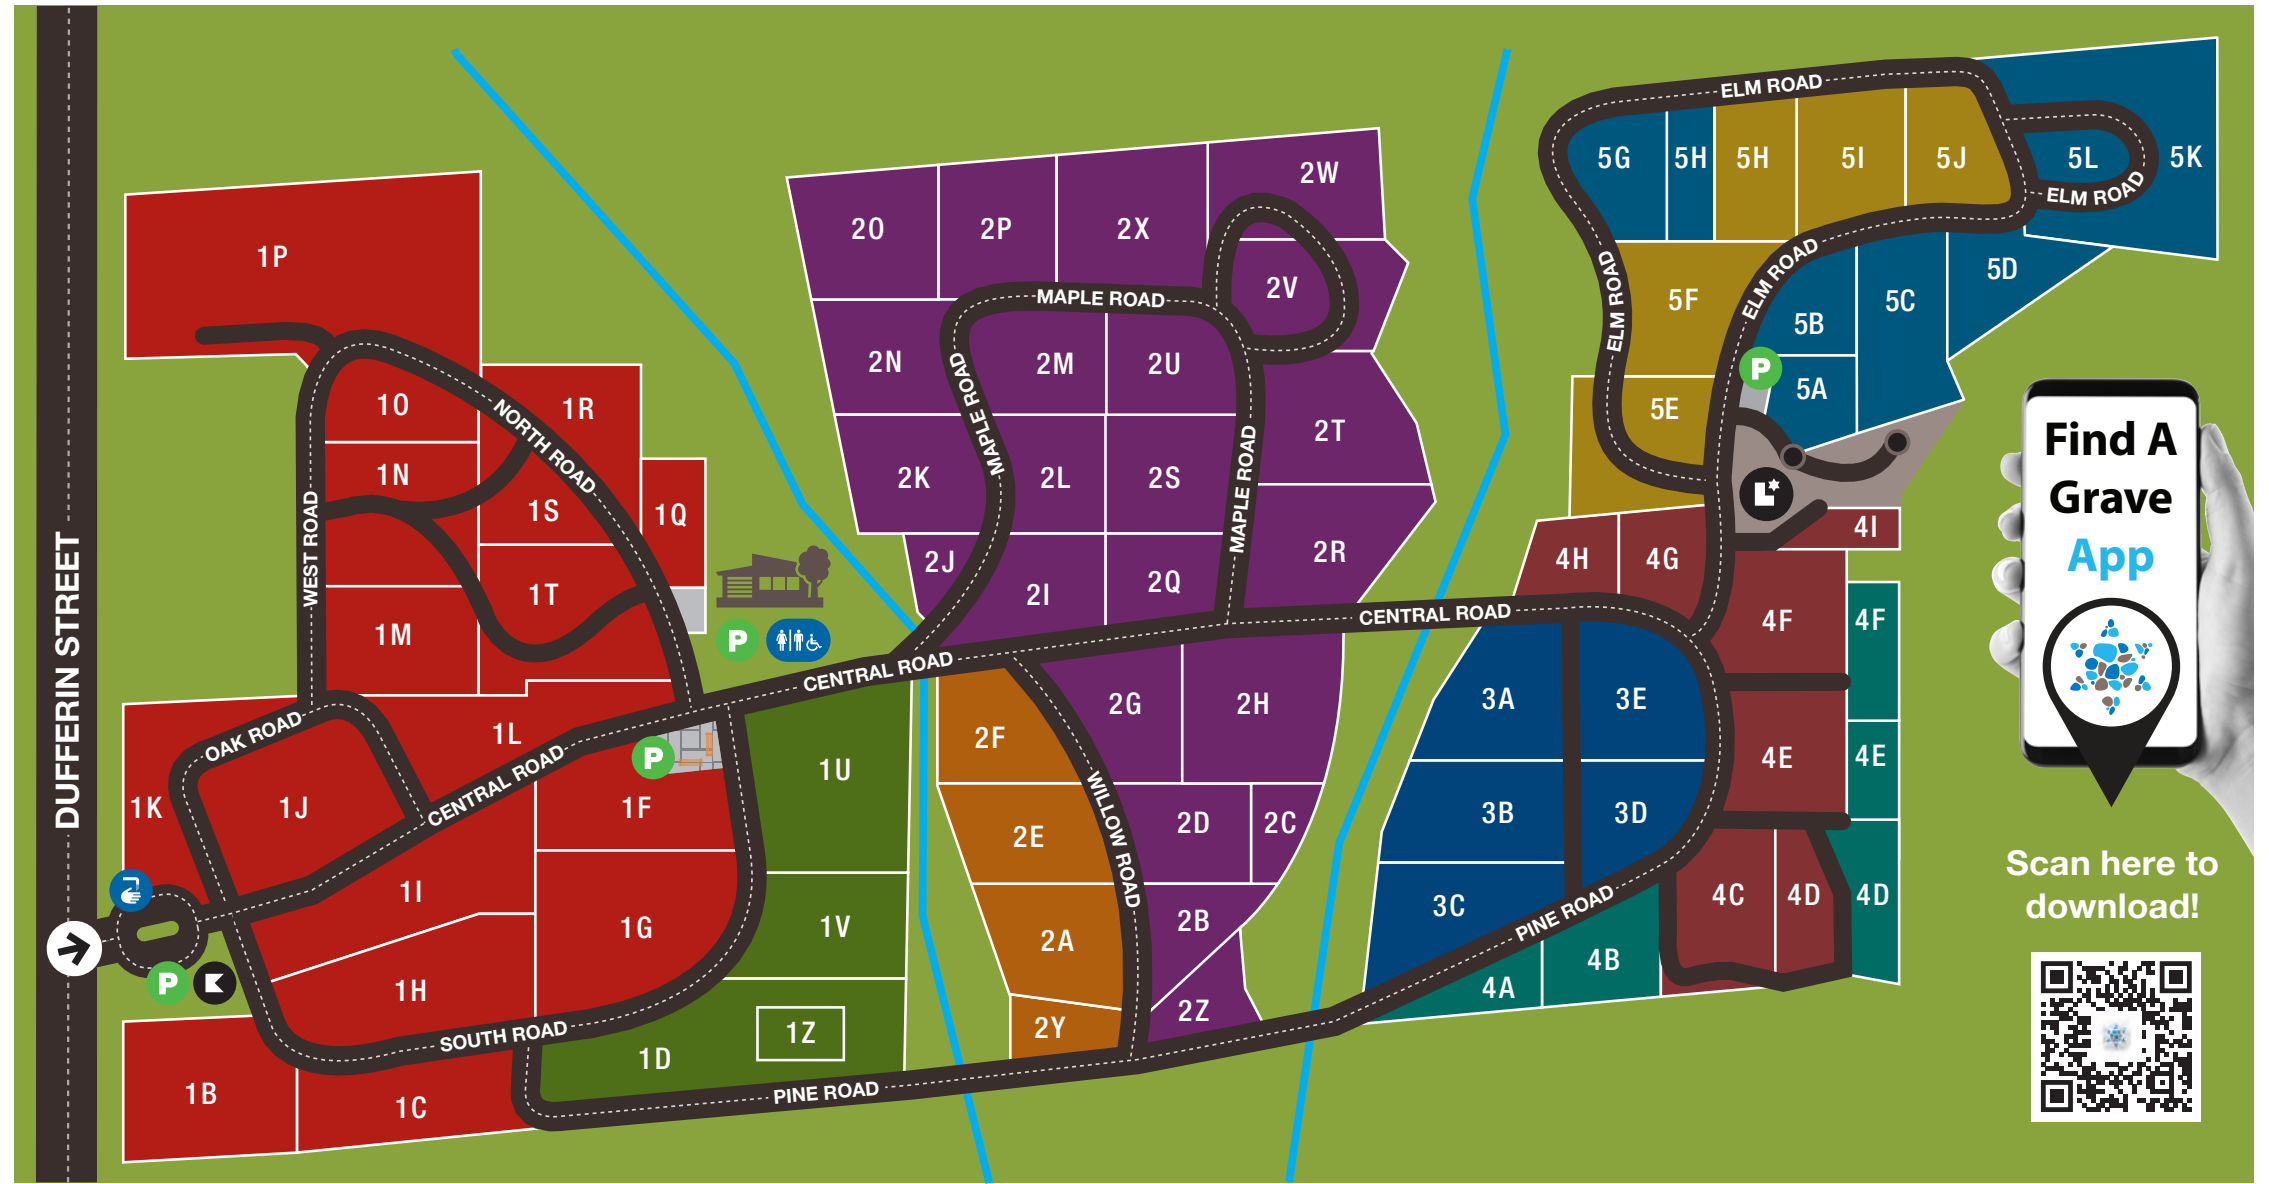 DUFFERIN STREET
1P
1O
1R
1N
1S
1Q
1T
1M
NORTH ROAD
WEST ROAD
OAK ROAD
1L
1K
1J
CENTRAL ROAD
1F
1I
1G
1H
SOUTH ROAD
1B
1C
P
P
P
1U
1V
1Z
1D
PINE ROAD
CENTRAL ROAD
2O
2P
2X
2W
2V
MAPLE ROAD
2N
2M
2U
MAPLE ROAD
2T
2K
2L
2S
MAPLE ROAD
2J
2I
2Q
2R
2F
2G
2H
2E
WILLOW ROAD
2D
2C
2A
2B
2Y
2Z
CENTRAL ROAD
3A
3E
3B
3D
3C
PINE ROAD
4A
4B
4C
4D
4D
4E
4E
4F
4F
4G
4H
4I
ELM ROAD
5G
5H
5H
5I
5J
5L
5K
ELM ROAD
ELM ROAD
ELM ROAD
5F
5E
5B
5C
5D
5A
P
Find A
Grave
App
Scan here to
download!